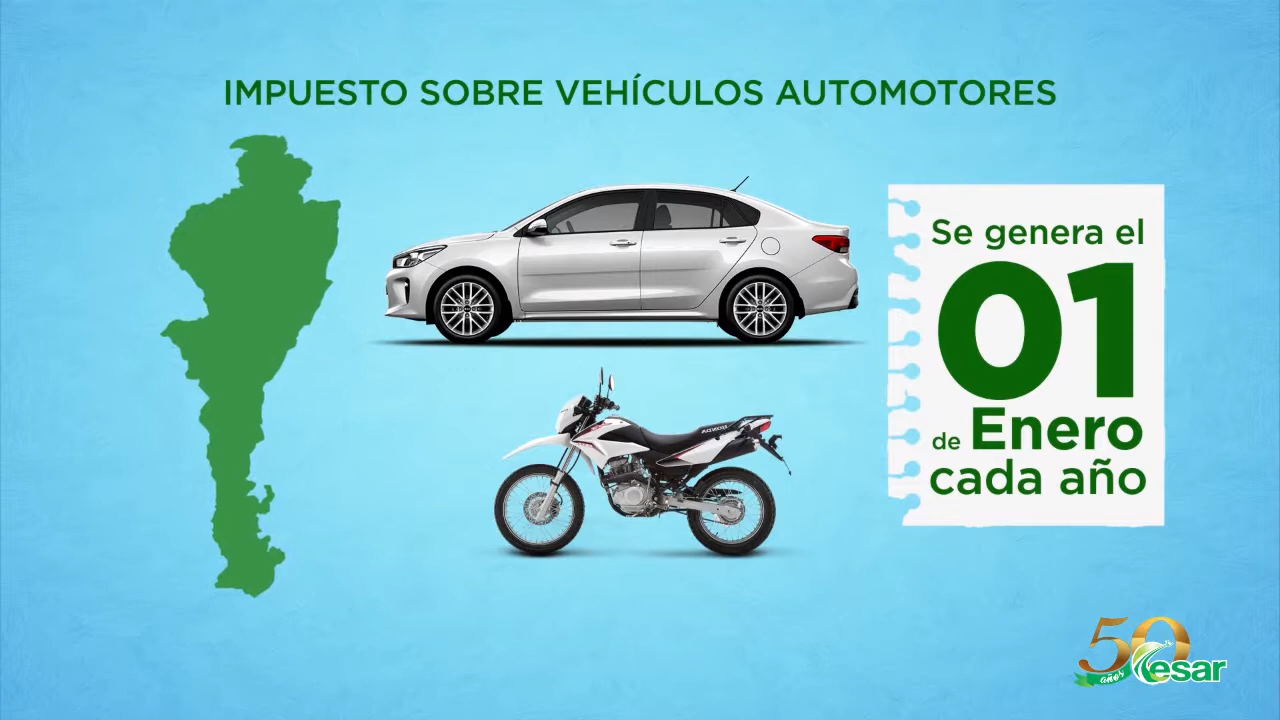 IMPUESTO SOBRE VEHÍCULOS AUTOMOTORES
Se genera el
01
de Enero
cada año
50
años
Cesar